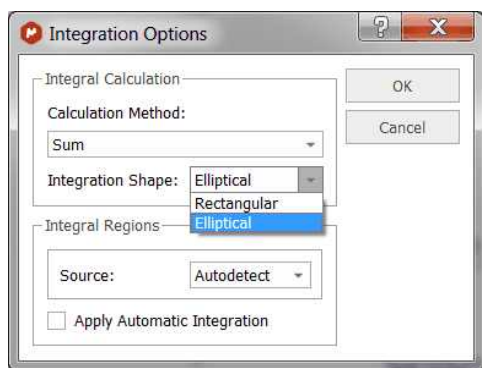 Integration Options
Integral Calculation
OK
Calculation Method:
Cancel
Sum
Integration Shape: Elliptical
Rectangular
Elliptical
Integral Regions
Source: Autodetect
Apply Automatic Integration